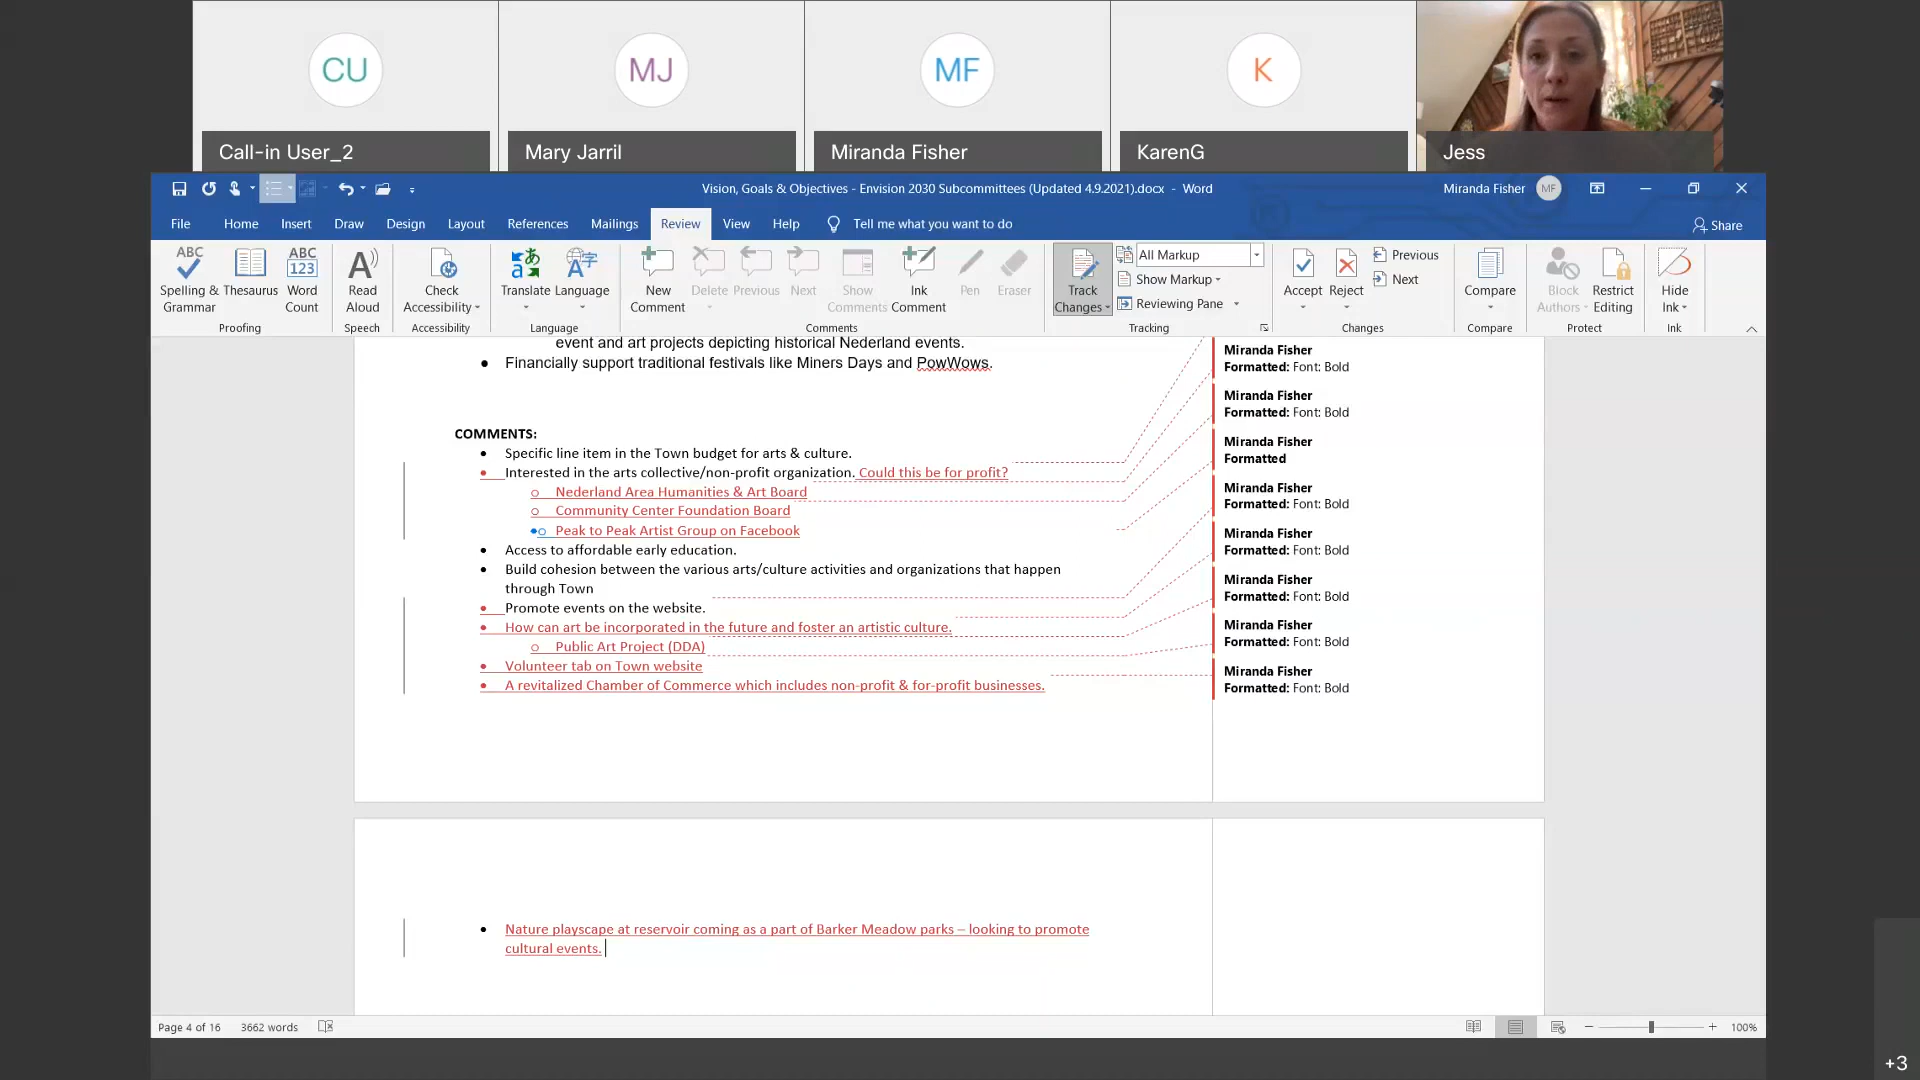 CU
MJ
MF
K
Call-in User_2
Mary Jarril
Miranda Fisher
KarenG
Jess
Vision, Goals & Objectives - Envision 2030 Subcommittees (Updated 4.9.2021).docx - Word
Miranda Fisher
MF
File Home Insert Draw Design Layout References Mailings Review View Help Tell me what you want to do
Share
ABC
Spelling &
Grammar
Thesaurus
ABC
123
Word
Count
Proofing
A
Read
Aloud
Speech
Check
Accessibility
Accessibility
Translate
Language
Language
New
Comment
Delete
Previous
Next
Show
Comments
Ink
Comment
Pen
Eraser
Comments
Track
Changes
All Markup
Show Markup
Reviewing Pane
Tracking
Accept
Reject
Previous
Next
Changes
Compare
Compare
Block
Authors
Restrict
Editing
Protect
Hide
Ink
Ink
event and art projects depicting historical Nederland events.
● Financially support traditional festivals like Miners Days and PowWows.
COMMENTS:
• Specific line item in the Town budget for arts & culture.
• Interested in the arts collective/non-profit organization. Could this be for profit?
o Nederland Area Humanities & Art Board
o Community Center Foundation Board
o Peak to Peak Artist Group on Facebook
• Access to affordable early education.
• Build cohesion between the various arts/culture activities and organizations that happen
through Town
• Promote events on the website.
• How can art be incorporated in the future and foster an artistic culture.
o Public Art Project (DDA)
• Volunteer tab on Town website
• A revitalized Chamber of Commerce which includes non-profit & for-profit businesses.
Miranda Fisher
Formatted: Font: Bold
Miranda Fisher
Formatted: Font: Bold
Miranda Fisher
Formatted
Miranda Fisher
Formatted: Font: Bold
Miranda Fisher
Formatted: Font: Bold
Miranda Fisher
Formatted: Font: Bold
Miranda Fisher
Formatted: Font: Bold
Miranda Fisher
Formatted: Font: Bold
• Nature playscape at reservoir coming as a part of Barker Meadow parks – looking to promote
cultural events.
Page 4 of 16
3662 words
100%
+3